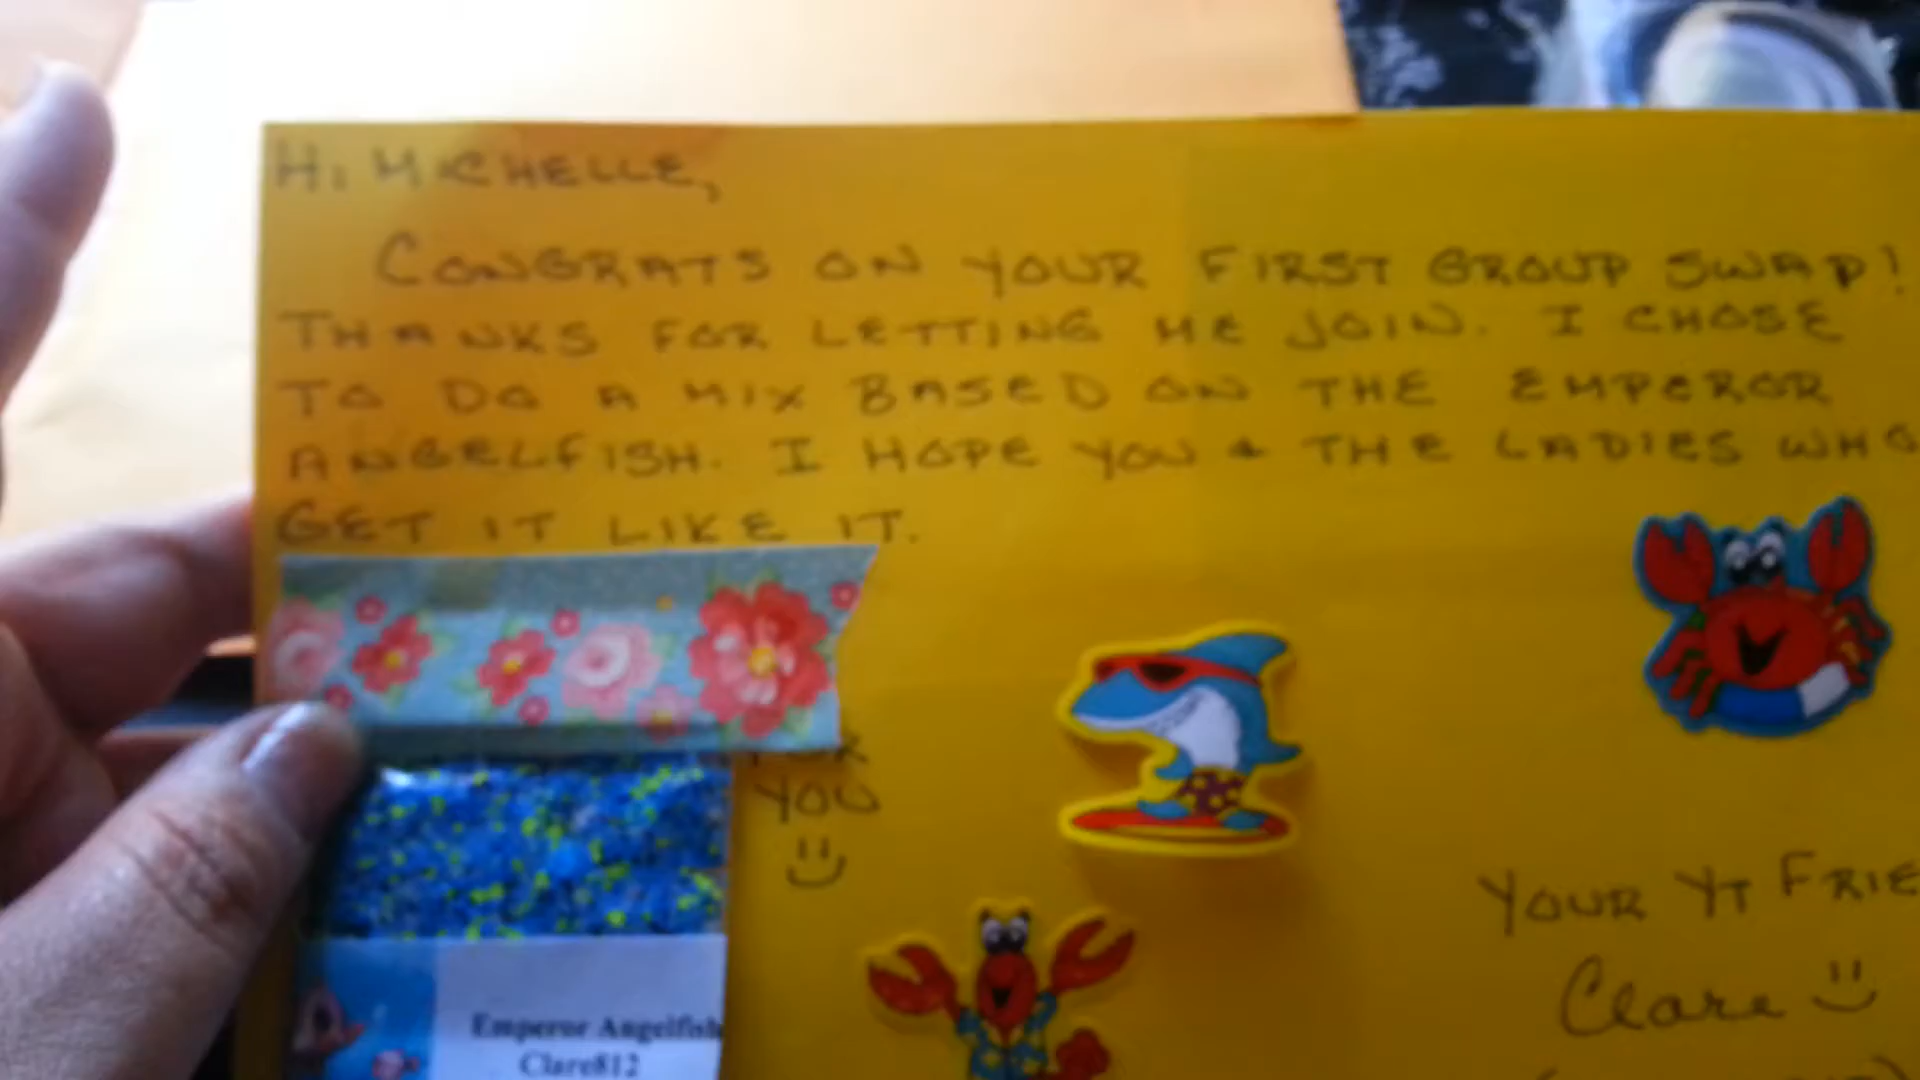 HI MICHELLE,
CONGRATS ON YOUR FIRST GROUP SWAP!
THANKS FOR LETTING ME JOIN. I CHOSE
TO DO A MIX BASED ON THE EMPEROR
ANGELFISH. I HOPE YOU & THE LADIES WHO
GET IT LIKE IT.
YOU
YOUR YT FRIE
Clare
Emperor Angelfish
Clare812